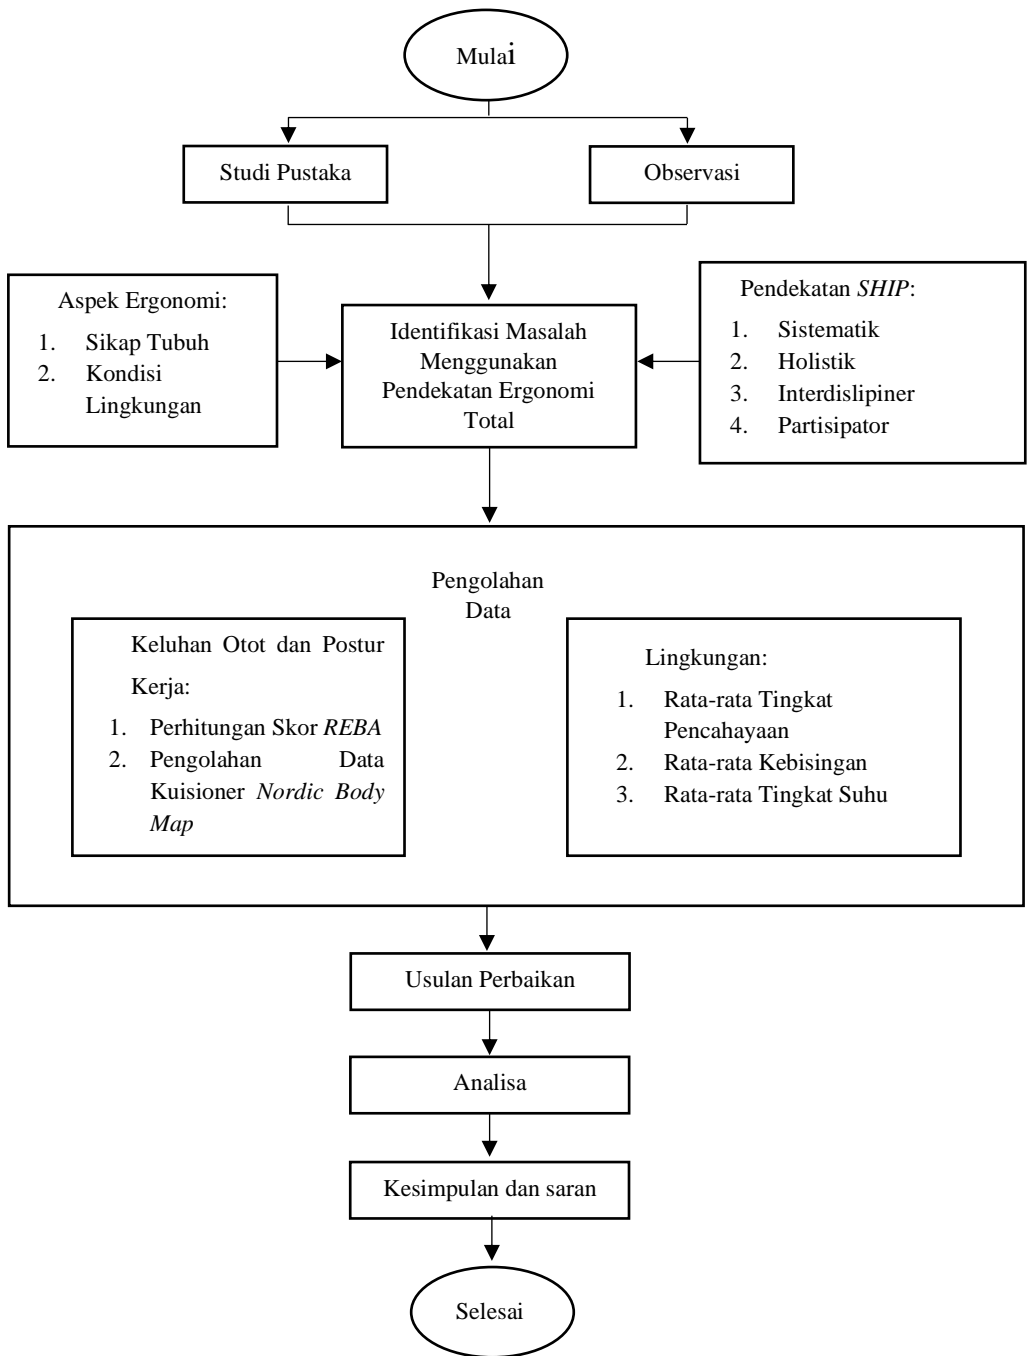 Mulai
Studi Pustaka
Observasi
Aspek Ergonomi:
1. Sikap Tubuh
2. Kondisi
Lingkungan
Identifikasi Masalah
Menggunakan
Pendekatan Ergonomi
Total
Pendekatan SHIP:
1. Sistematik
2. Holistik
3. Interdislipiner
4. Partisipator
Pengolahan
Data
Keluhan Otot dan Postur
Kerja:
1. Perhitungan Skor REBA
2. Pengolahan Data
Kuisioner Nordic Body
Map
Lingkungan:
1. Rata-rata Tingkat
Pencahayaan
2. Rata-rata Kebisingan
3. Rata-rata Tingkat Suhu
Usulan Perbaikan
Analisa
Kesimpulan dan saran
Selesai